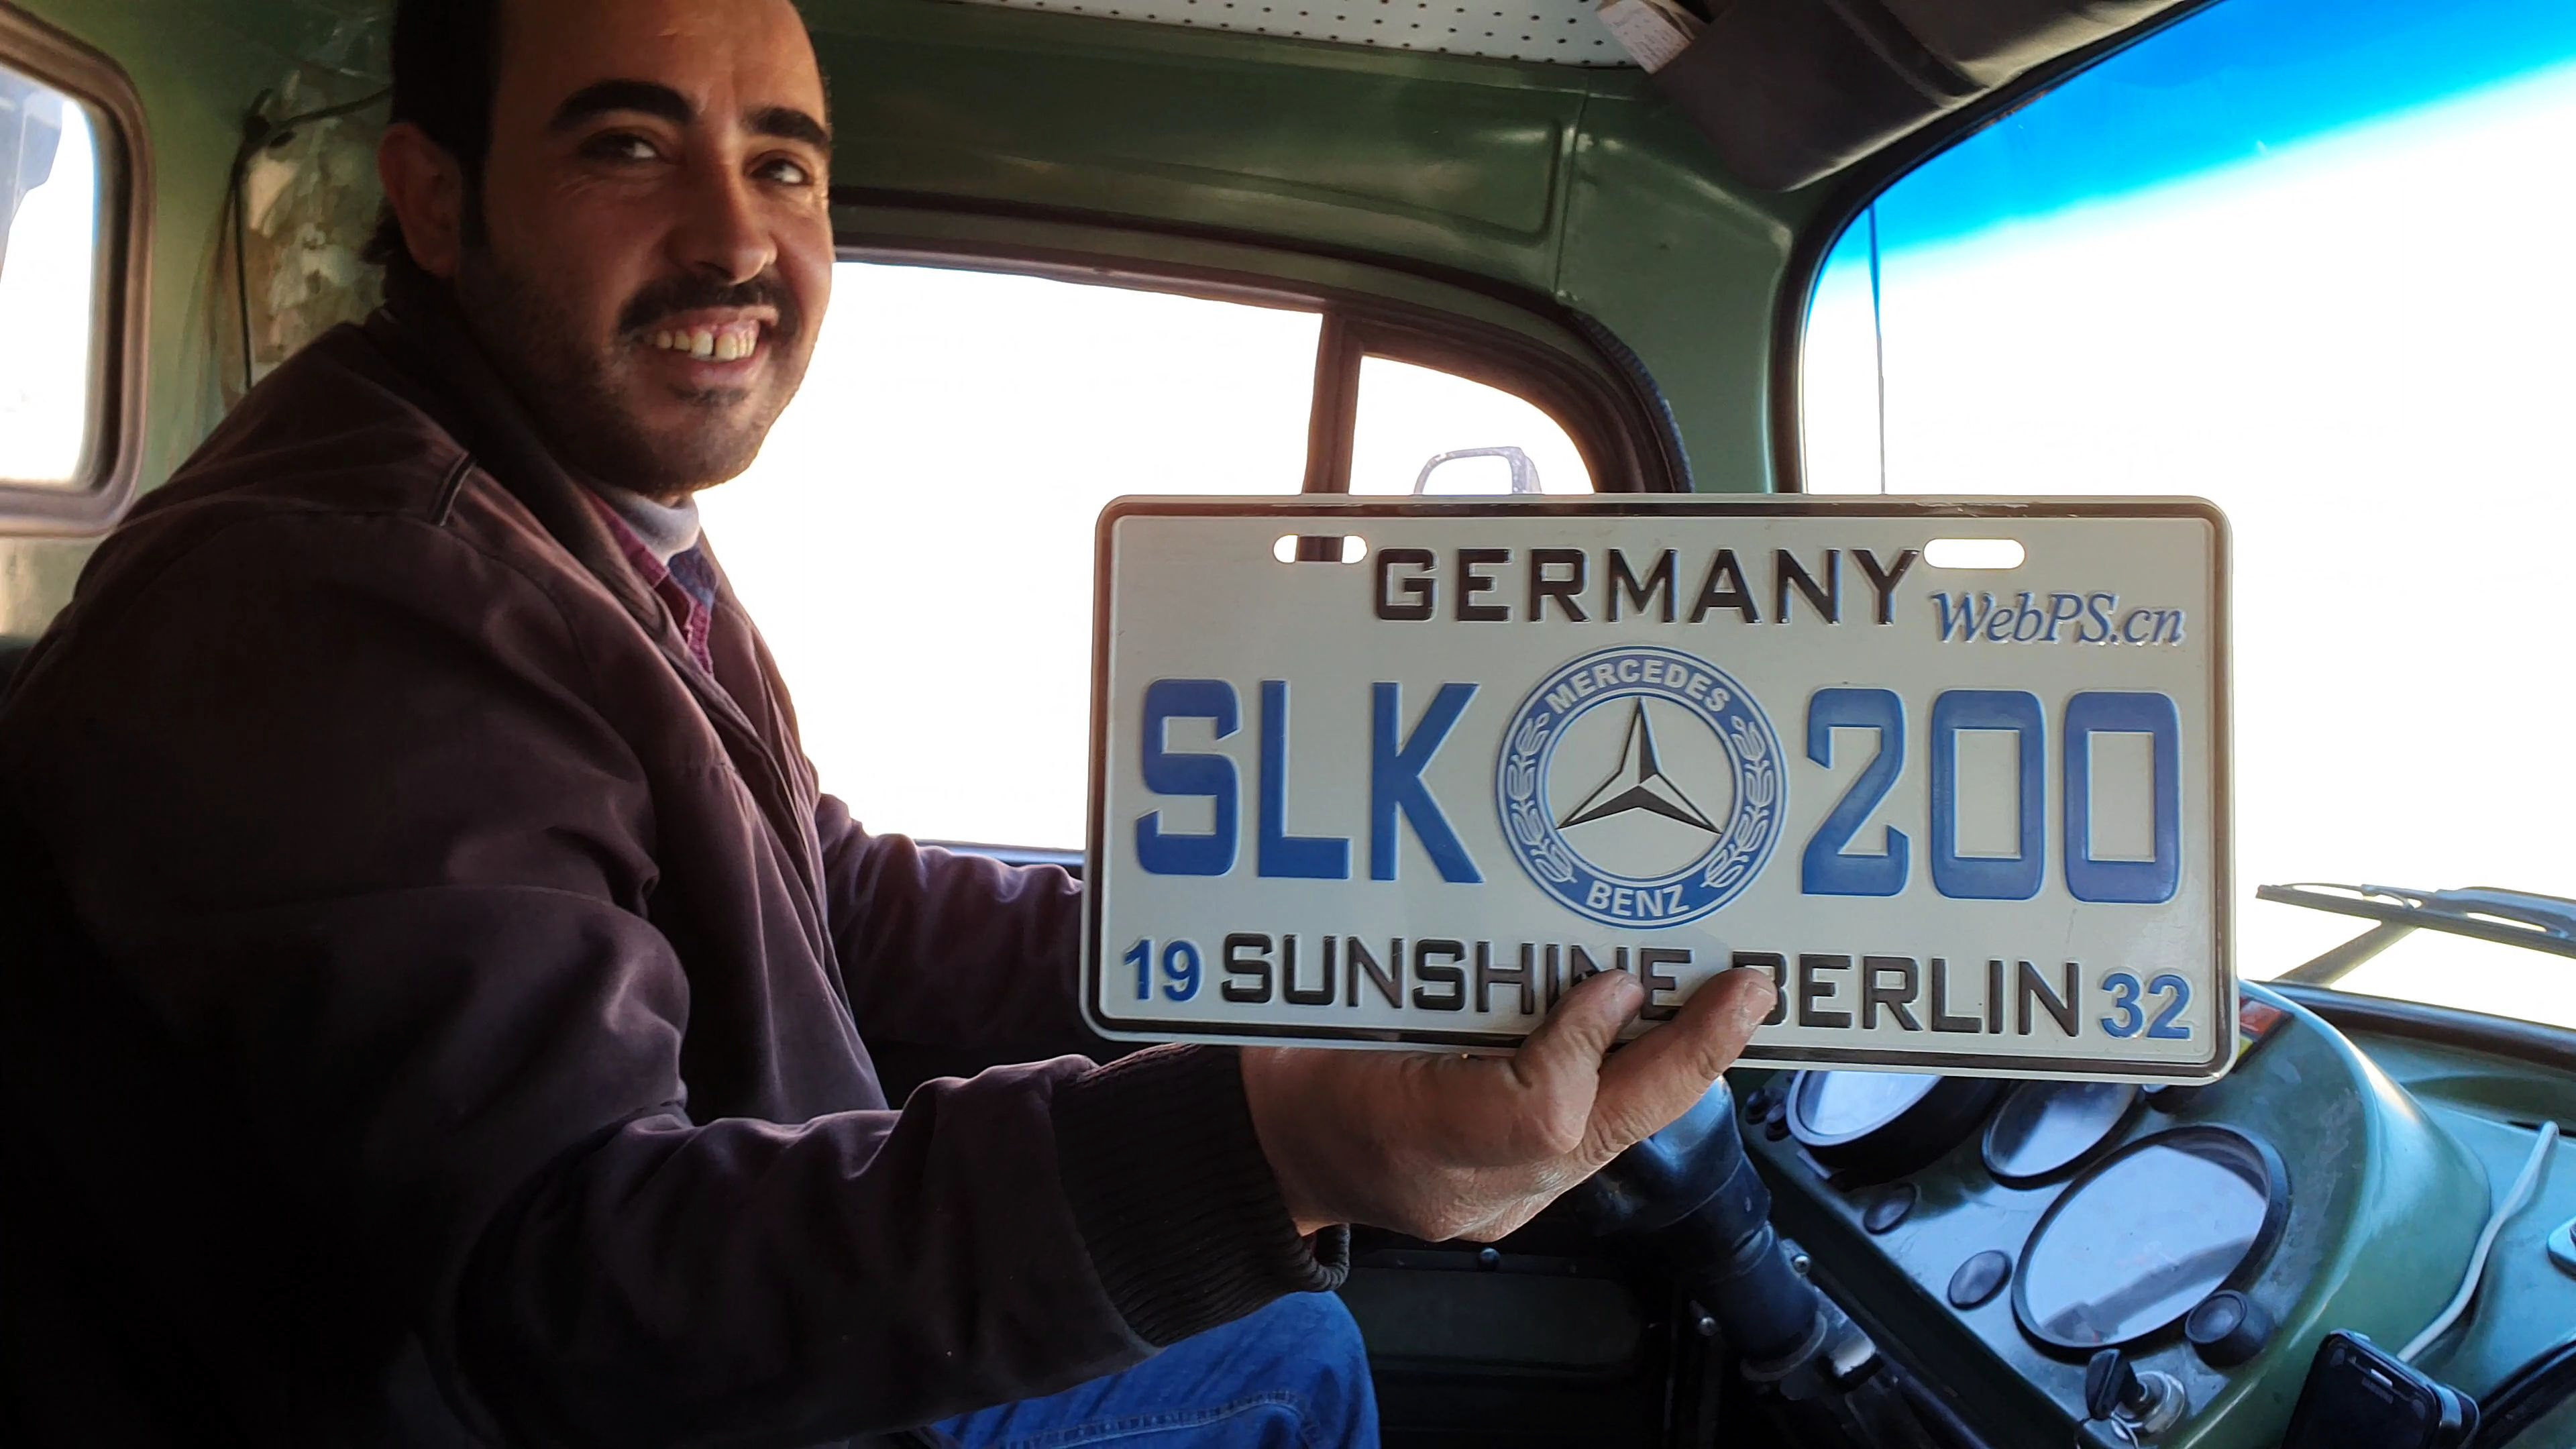 GERMANY
WebPS.cn
SLK 200
MERCEDES
BENZ
19 SUNSHINE BERLIN 32